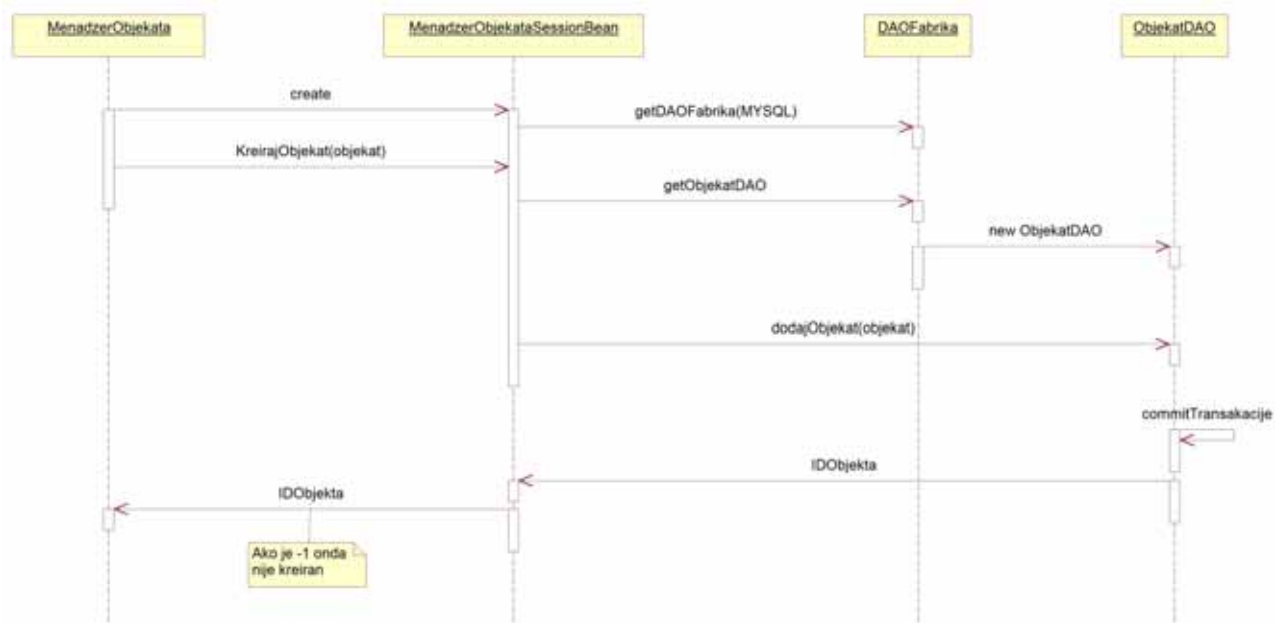 MenadzerObjekata
MenadzerObjekataSessionBean
DAOFabrika
ObjekatDAO
create
getDAOFabrika(MYSQL)
KreirajObjekat(objekat)
getObjekatDAO
new ObjekatDAO
dodajObjekat(objekat)
commitTransakacije
IDObjekta
IDObjekta
Ako je -1 onda
nije kreiran